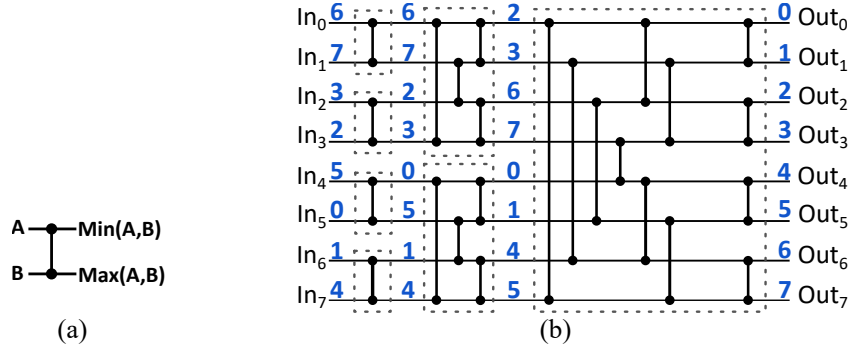 In0 6 6 2 0 Out0
In1 7 7 3 1 Out1
In2 3 2 6 2 Out2
In3 2 3 7 3 Out3
In4 5 0 0 4 Out4
In5 0 5 1 5 Out5
In6 1 1 4 6 Out6
In7 4 4 5 7 Out7
A Min(A,B)
B Max(A,B)
(a) (b)